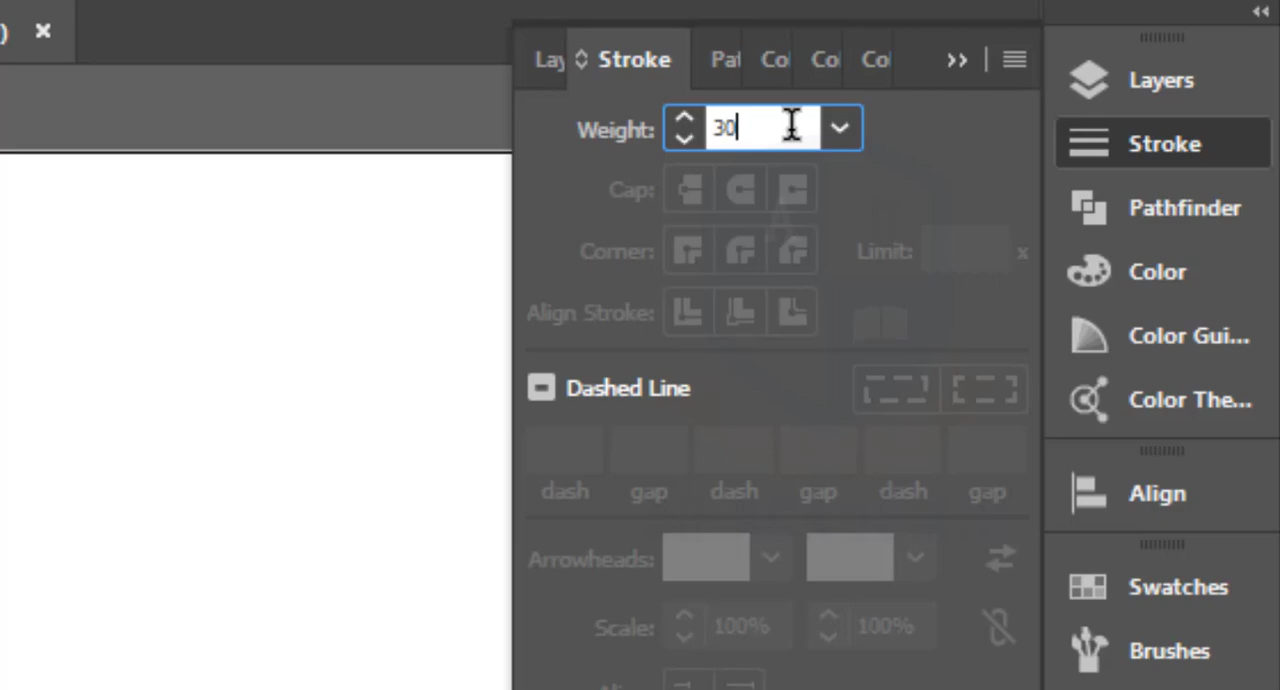 )
Lay Stroke Pat Co Co Co
Weight: 30
Cap:
Corner: Limit: x
Align Stroke:
Dashed Line
dash gap dash gap dash gap
Arrowheads:
Scale: 100% 100%
Layers
Stroke
Pathfinder
Color
Color Gui...
Color The...
Align
Swatches
Brushes